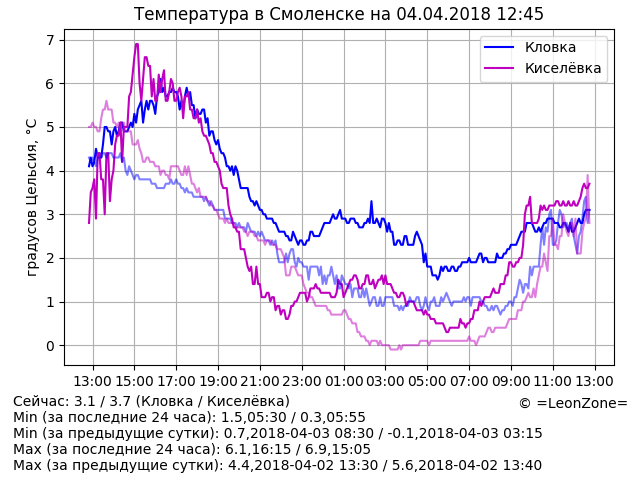 Температура в Смоленске на 04.04.2018 12:45
Кловка
Киселёвка
градусов Цельсия, °C
7
6
5
4
3
2
1
0
13:00 15:00 17:00 19:00 21:00 23:00 01:00 03:00 05:00 07:00 09:00 11:00 13:00
Сейчас: 3.1 / 3.7 (Кловка / Киселёвка)
© =LeonZone=
Min (за последние 24 часа): 1.5,05:30 / 0.3,05:55
Min (за предыдущие сутки): 0.7,2018-04-03 08:30 / -0.1,2018-04-03 03:15
Max (за последние 24 часа): 6.1,16:15 / 6.9,15:05
Max (за предыдущие сутки): 4.4,2018-04-02 13:30 / 5.6,2018-04-02 13:40